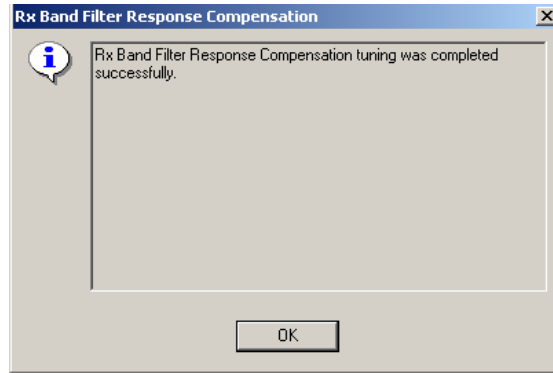 Rx Band Filter Response Compensation
Rx Band Filter Response Compensation tuning was completed
successfully.
OK